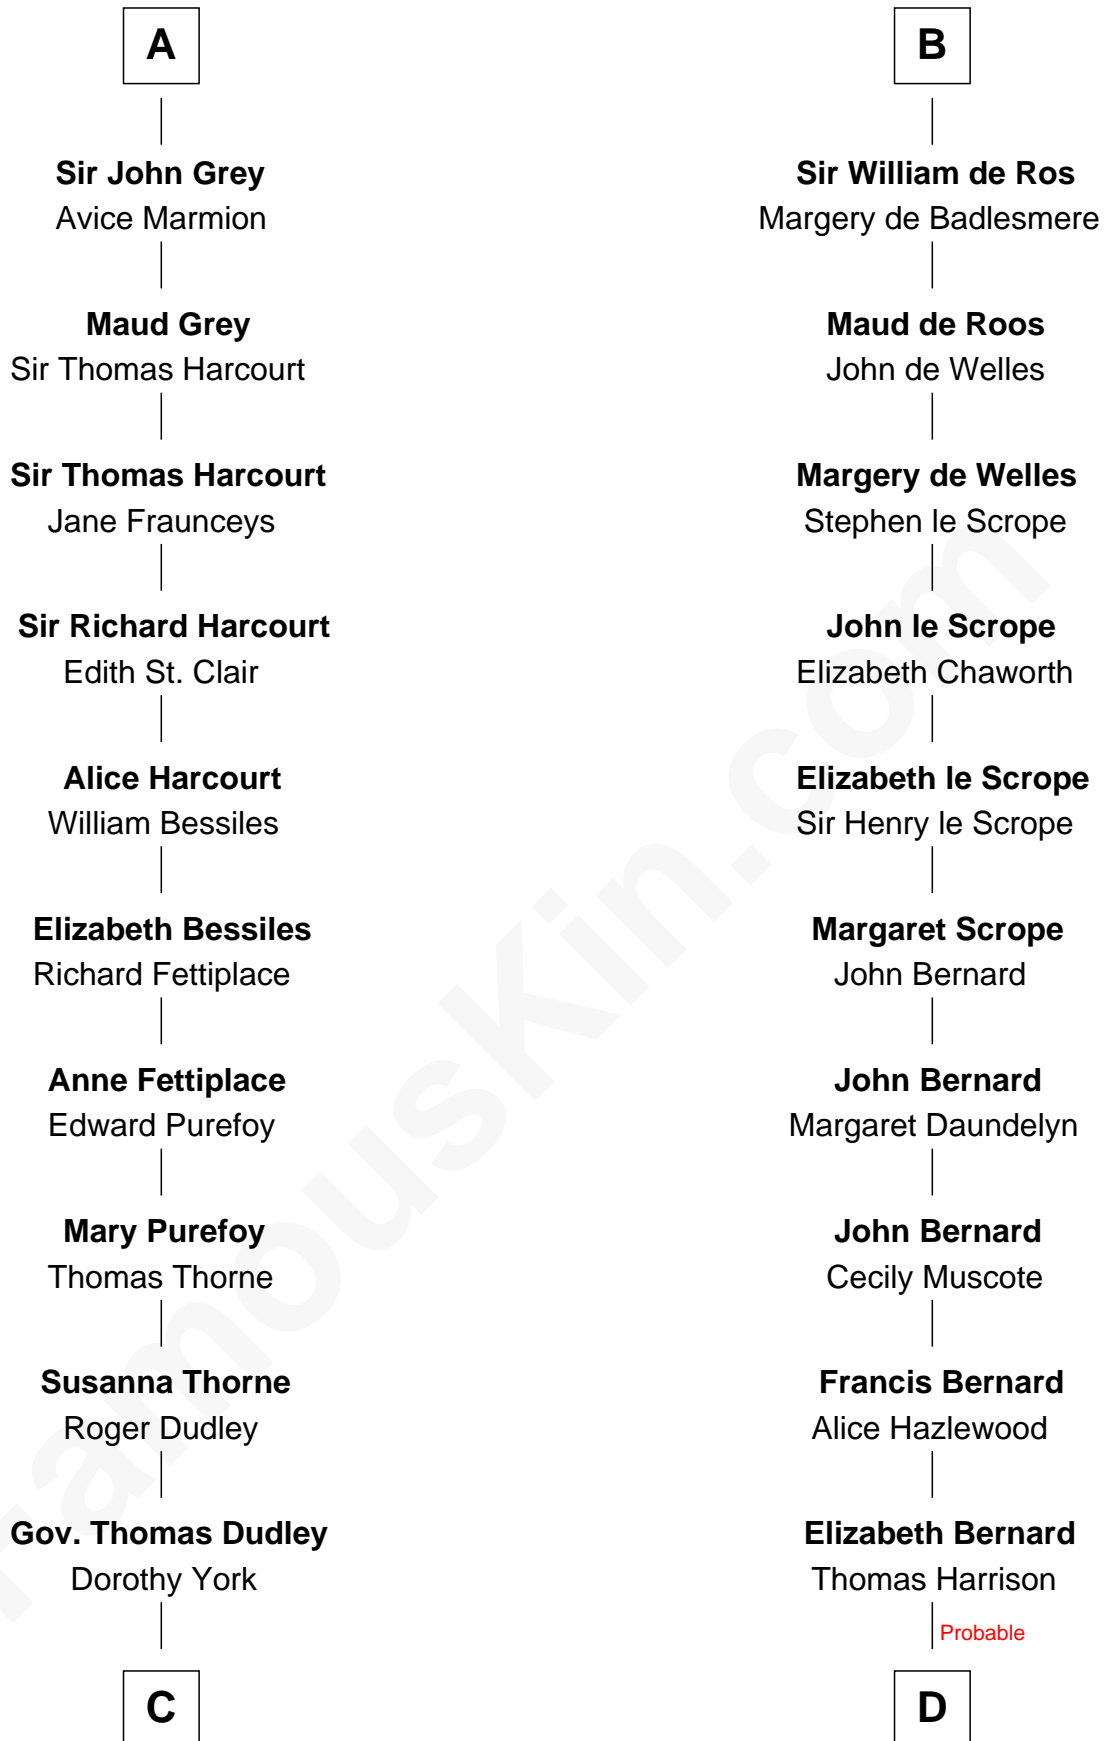 A
Sir John Grey
Avice Marmion
Maud Grey
Sir Thomas Harcourt
Sir Thomas Harcourt
Jane Fraunceys
Sir Richard Harcourt
Edith St. Clair
Alice Harcourt
William Bessiles
Elizabeth Bessiles
Richard Fettiplace
Anne Fettiplace
Edward Purefoy
Mary Purefoy
Thomas Thorne
Susanna Thorne
Roger Dudley
Gov. Thomas Dudley
Dorothy York
C
B
Sir William de Ros
Margery de Badlesmere
Maud de Roos
John de Welles
Margery de Welles
Stephen le Scrope
John le Scrope
Elizabeth Chaworth
Elizabeth le Scrope
Sir Henry le Scrope
Margaret Scrope
John Bernard
John Bernard
Margaret Daundelyn
John Bernard
Cecily Muscote
Francis Bernard
Alice Hazlewood
Elizabeth Bernard
Thomas Harrison
Probable
D
FamousKin.com